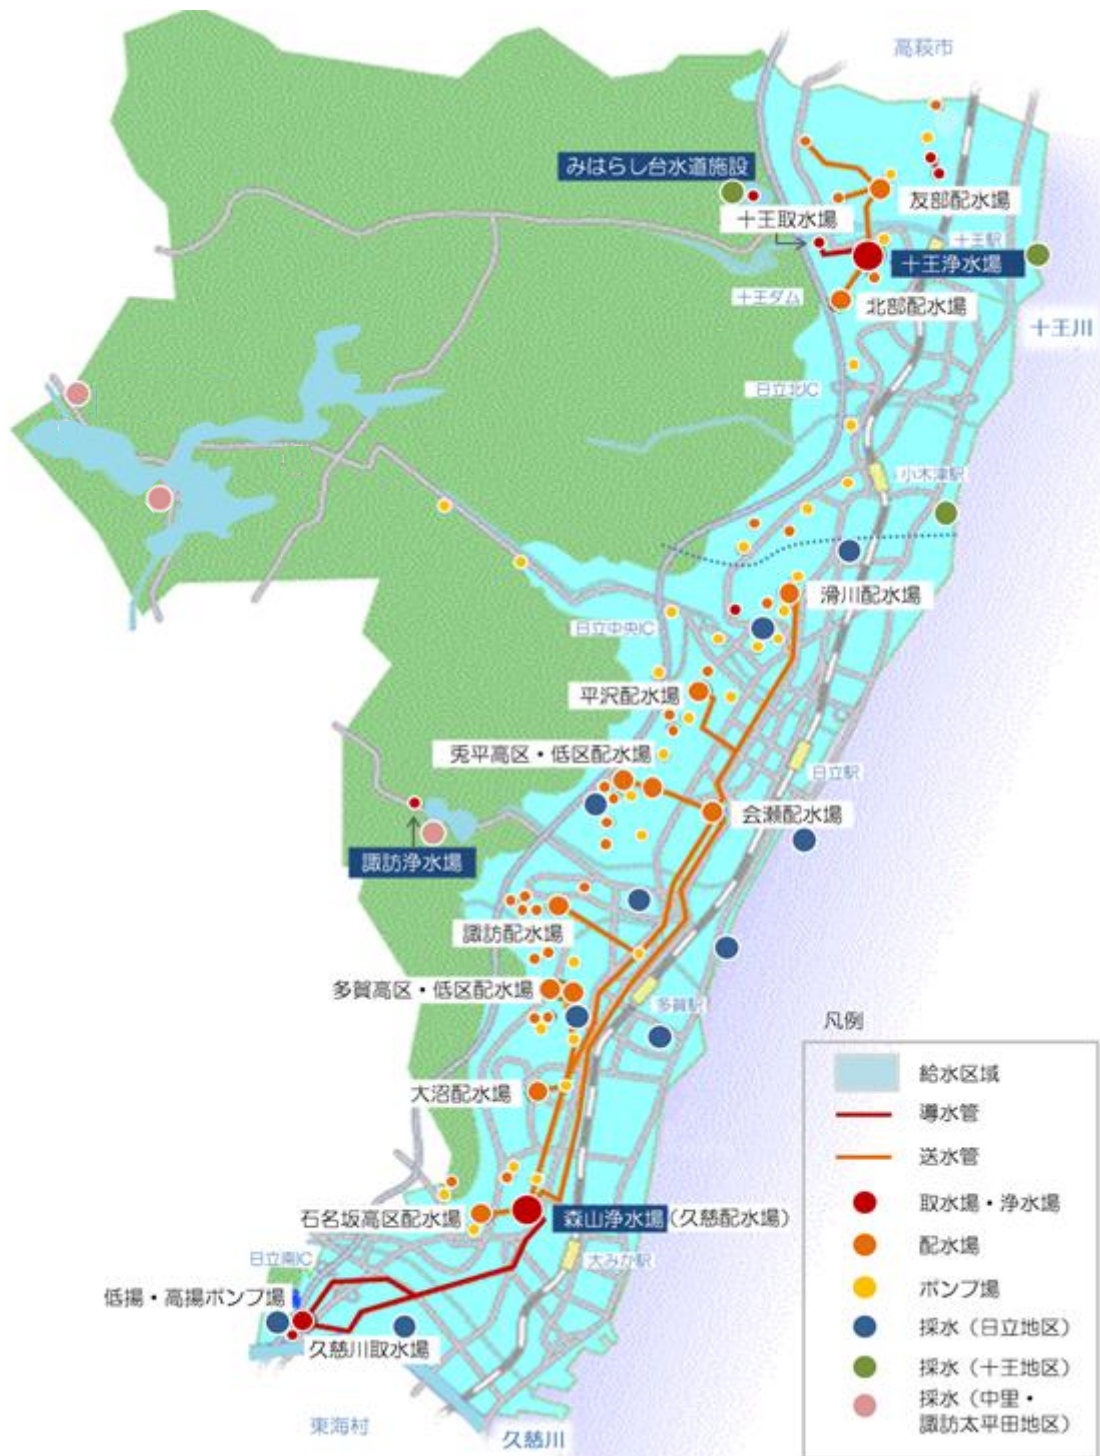 高萩市
みはらし台水道施設
友部配水場
十王取水場
十王駅
十王浄水場
十王ダム
北部配水場
十王川
日立北IC
小木津駅
滑川配水場
日立中央IC
平沢配水場
兎平高区・低区配水場
日立駅
会瀬配水場
諏訪浄水場
諏訪配水場
多賀高区・低区配水場
多賀駅
大沼配水場
石名坂高区配水場
森山浄水場(久慈配水場)
日立南IC
大みか駅
低揚・高揚ポンプ場
久慈川取水場
東海村
久慈川
凡例
給水区域
導水管
送水管
取水場・浄水場
配水場
ポンプ場
採水(日立地区)
採水(十王地区)
採水(中里・
諏訪太平田地区)